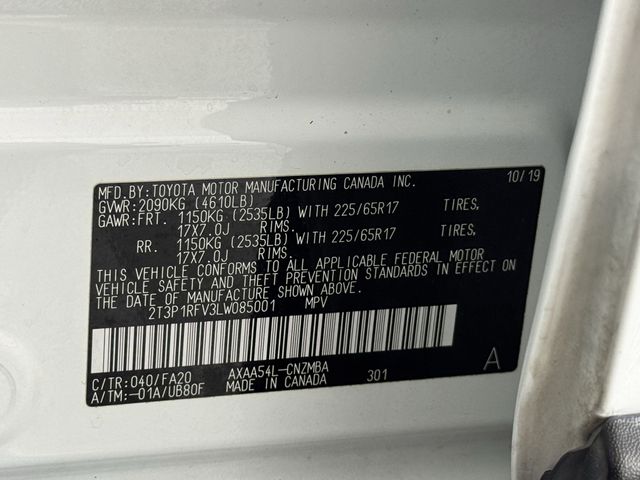 MFD.BY:TOYOTA MOTOR MANUFACTURING CANADA INC. 10/19
GVWR:2090KG (4610LB)
GAWR:FRT. 1150KG (2535LB) WITH 225/65R17 TIRES,
17X7.0J RIMS.
RR. 1150KG (2535LB) WITH 225/65R17 TIRES,
17X7.0J RIMS.
THIS VEHICLE CONFORMS TO ALL APPLICABLE FEDERAL MOTOR
VEHICLE SAFETY AND THEFT PREVENTION STANDARDS IN EFFECT ON
THE DATE OF MANUFACTURE SHOWN ABOVE.
2T3P1RFV3LW085001 MPV
C/TR:040/FA20 AXAA54L-CNZMBA 301 A
A/TM:-01A/UB80F MADE IN CANADA